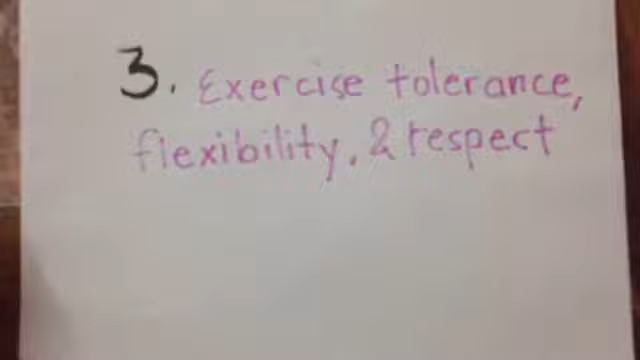 3. Exercise tolerance,
flexibility, & respect